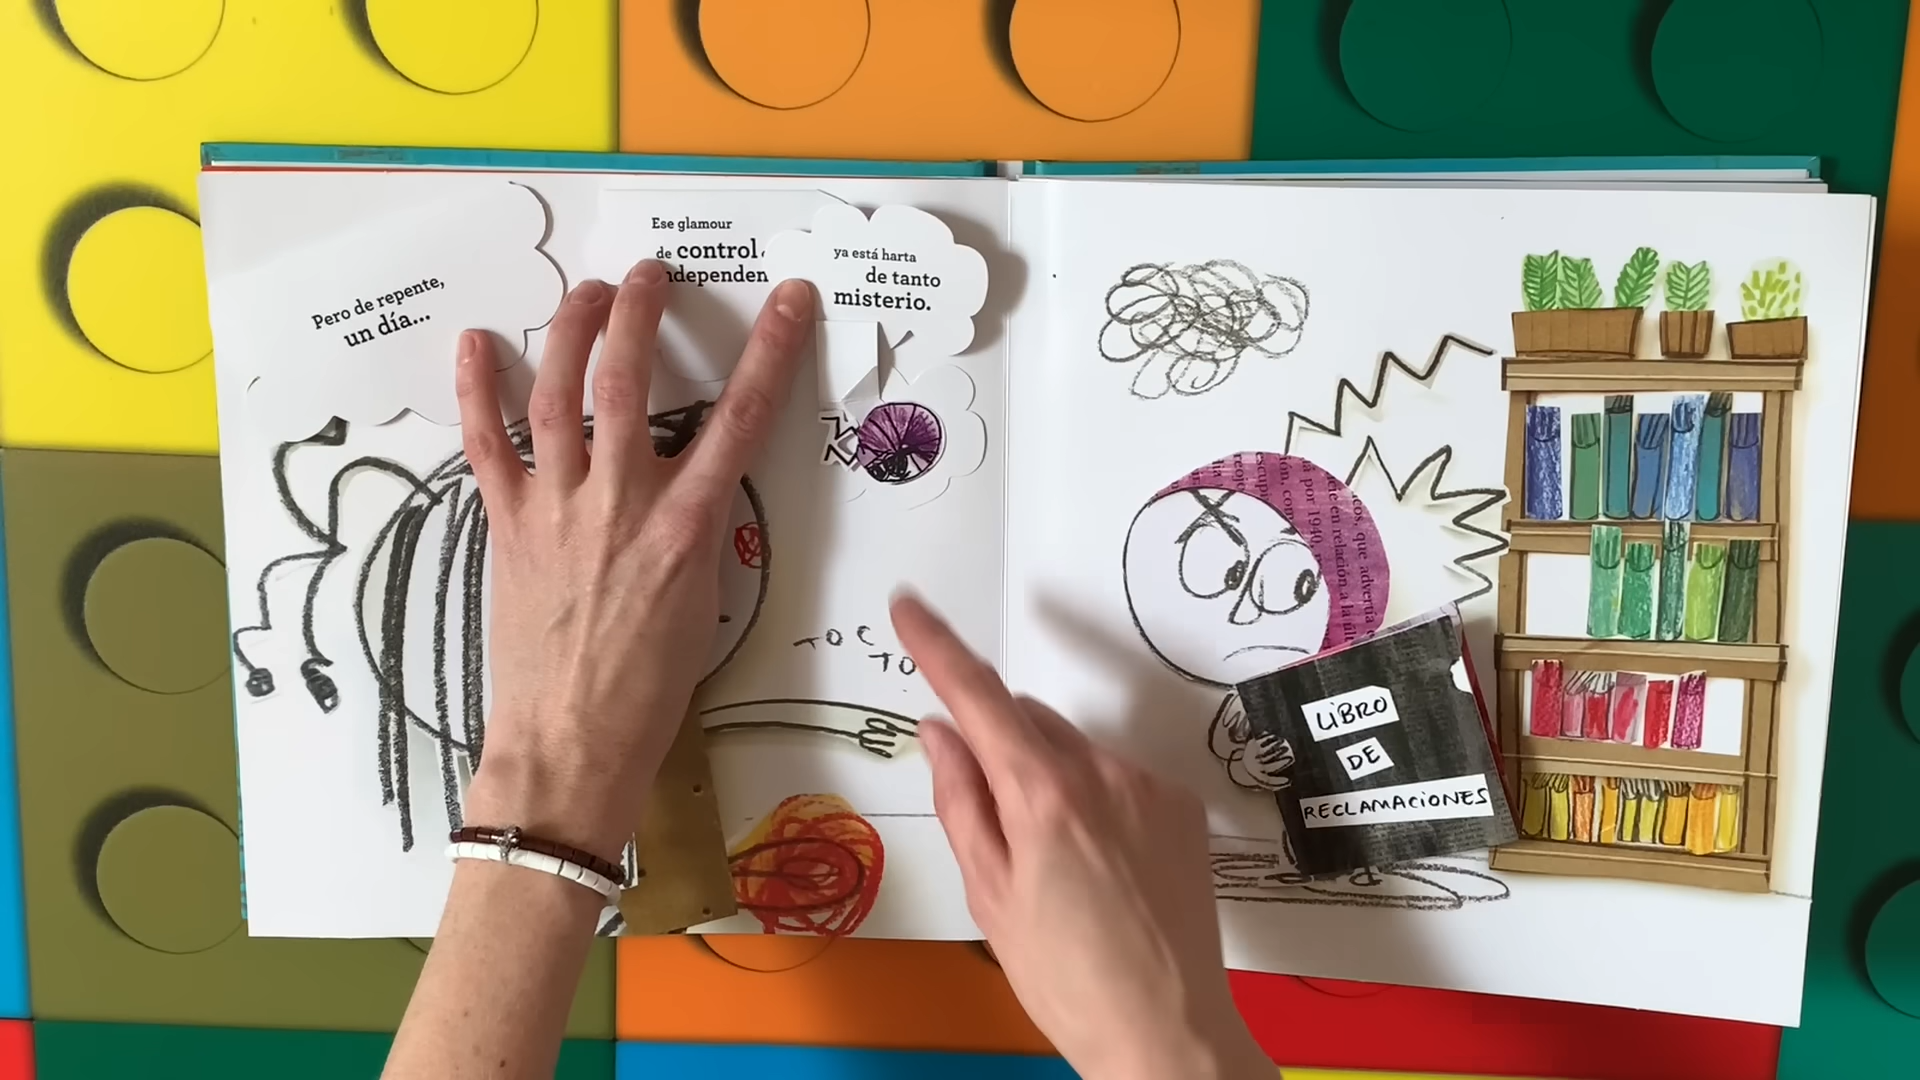 Pero de repente,
un día...
Ese glamour
de control
ya está harta
de tanto
misterio.
TOC
TO
LIBRO
DE
RECLAMACIONES